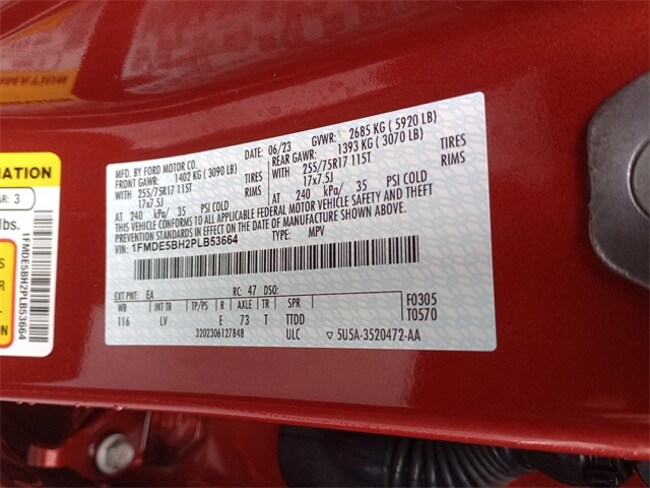 MFD. BY FORD MOTOR CO.
DATE: 06/23 GVWR: 2685 KG ( 5920 LB)
FRONT GAWR: 1402 KG ( 3090 LB) REAR GAWR: 1393 KG ( 3070 LB)
WITH 255/75R17 115T TIRES WITH 255/75R17 115T TIRES
17x7.5J RIMS 17x7.5J RIMS
AT 240 kPa/ 35 PSI COLD AT 240 kPa/ 35 PSI COLD
THIS VEHICLE CONFORMS TO ALL APPLICABLE FEDERAL MOTOR VEHICLE SAFETY AND THEFT
PREVENTION STANDARDS IN EFFECT ON THE DATE OF MANUFACTURE SHOWN ABOVE.
VIN: 1FMDE5BH2PLB53664 TYPE: MPV
EXT PNT: EA RC: 47 DSO:
WB INT TR TP/PS R AXLE TR SPR F0305
116 LV E 73 T TTDD T0570
3202306127848 ULC ▽ 5U5A-3520472-AA
MATION
AR: 3
lbs.
S
R
ON
1FMDE5BH2PLB53664